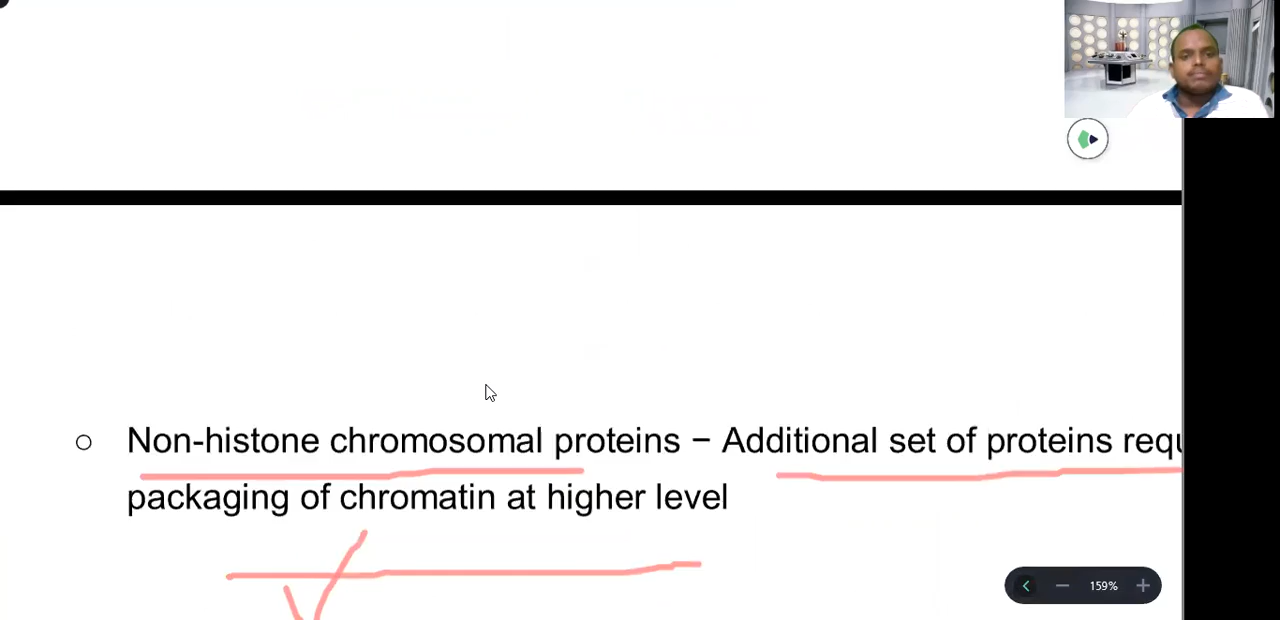 ○ Non-histone chromosomal proteins − Additional set of proteins requ
packaging of chromatin at higher level
159%